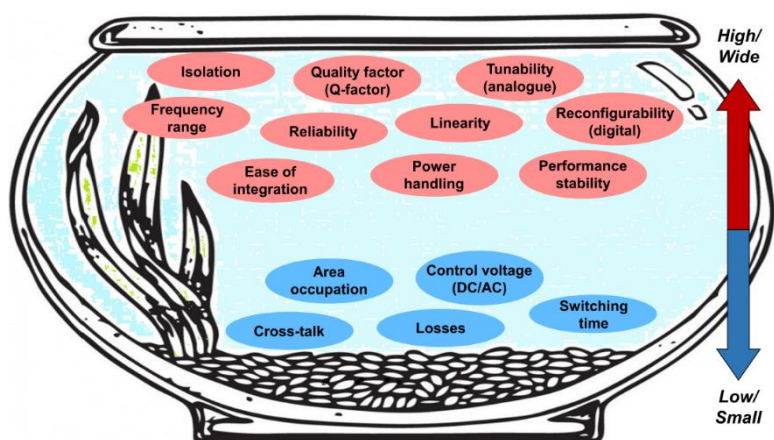 High/
Wide
Isolation
Quality factor
(Q-factor)
Tunability
(analogue)
Frequency
range
Reliability
Linearity
Reconfigurability
(digital)
Ease of
integration
Power
handling
Performance
stability
Area
occupation
Control voltage
(DC/AC)
Cross-talk
Losses
Switching
time
Low/
Small